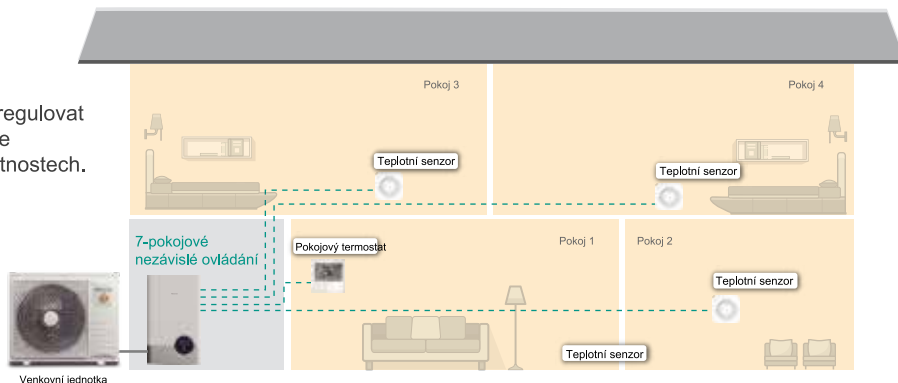 Pokoj 3
Pokoj 4
regulovat
e
tnostech.
Teplotní senzor
Teplotní senzor
7-pokojové
nezávislé ovládání
Pokojový termostat
Pokoj 1
Pokoj 2
Teplotní senzor
Teplotní senzor
Venkovní jednotka